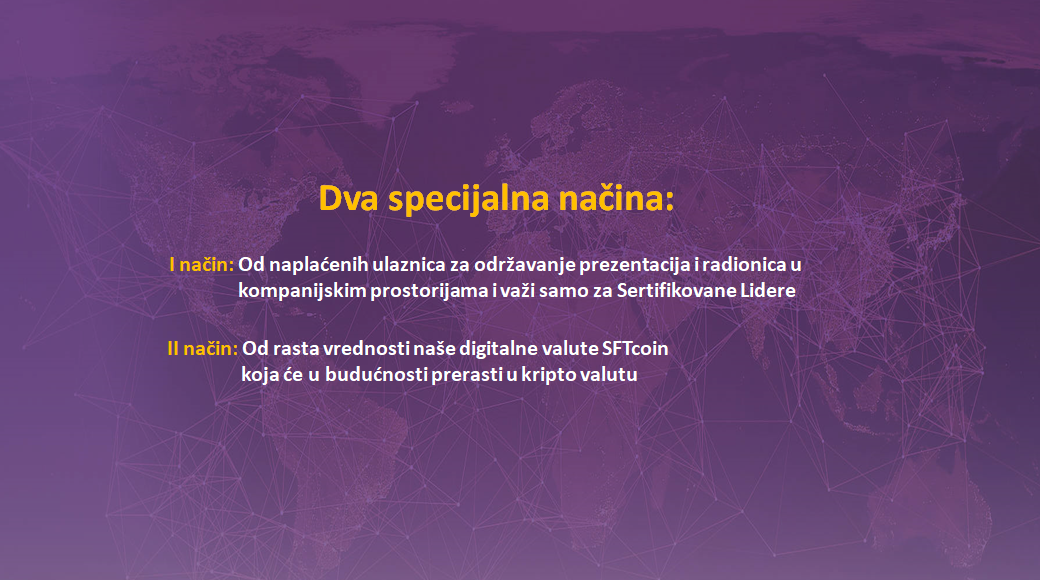 Dva specijalna načina:
I način: Od naplaćenih ulaznica za održavanje prezentacija i radionica u
kompanijskim prostorijama i važi samo za Sertifikovane Lidere
II način: Od rasta vrednosti naše digitalne valute SFTcoin
koja će u budućnosti prerasti u kripto valutu